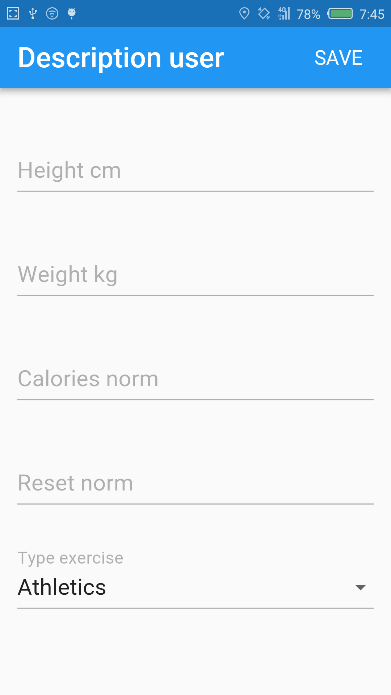 78% 7:45
Description user SAVE
Height cm
Weight kg
Calories norm
Reset norm
Type exercise
Athletics